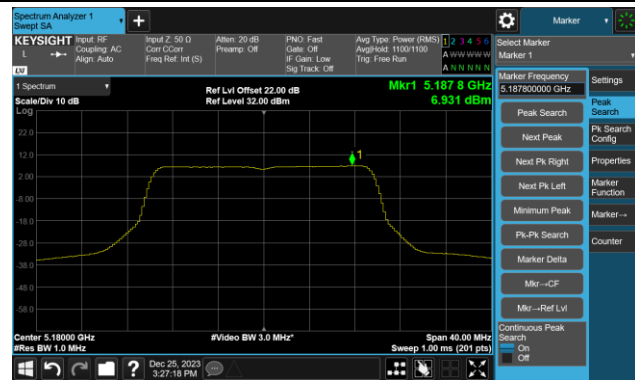 Spectrum Analyzer 1
Swept SA
+
Marker
KEYSIGHT
L
LXI
Input: RF
Coupling: AC
Align: Auto
Input Z: 50 Ω
Corr CCorr
Freq Ref: Int (S)
Atten: 20 dB
Preamp: Off
PNO: Fast
Gate: Off
IF Gain: Low
Sig Track: Off
Avg Type: Power (RMS)
Avg|Hold: 1100/1100
Trig: Free Run
1 2 3 4 5 6
A W W W W W
A N N N N N
Select Marker
Marker 1
1 Spectrum
Scale/Div 10 dB
Log
Ref Lvl Offset 22.00 dB
Ref Level 32.00 dBm
Mkr1 5.187 8 GHz
6.931 dBm
22.0
12.0
2.00
-8.00
-18.0
-28.0
-38.0
-48.0
-58.0
1
Center 5.18000 GHz
#Res BW 1.0 MHz
#Video BW 3.0 MHz*
Span 40.00 MHz
Sweep 1.00 ms (201 pts)
Marker Frequency
5.187800000 GHz
Peak Search
Next Peak
Next Pk Right
Next Pk Left
Minimum Peak
Pk-Pk Search
Marker Delta
Mkr→CF
Mkr→Ref Lvl
Continuous Peak
Search
On
Off
Settings
Peak
Search
Pk Search
Config
Properties
Marker
Function
Marker→
Counter
?
Dec 25, 2023
3:27:18 PM